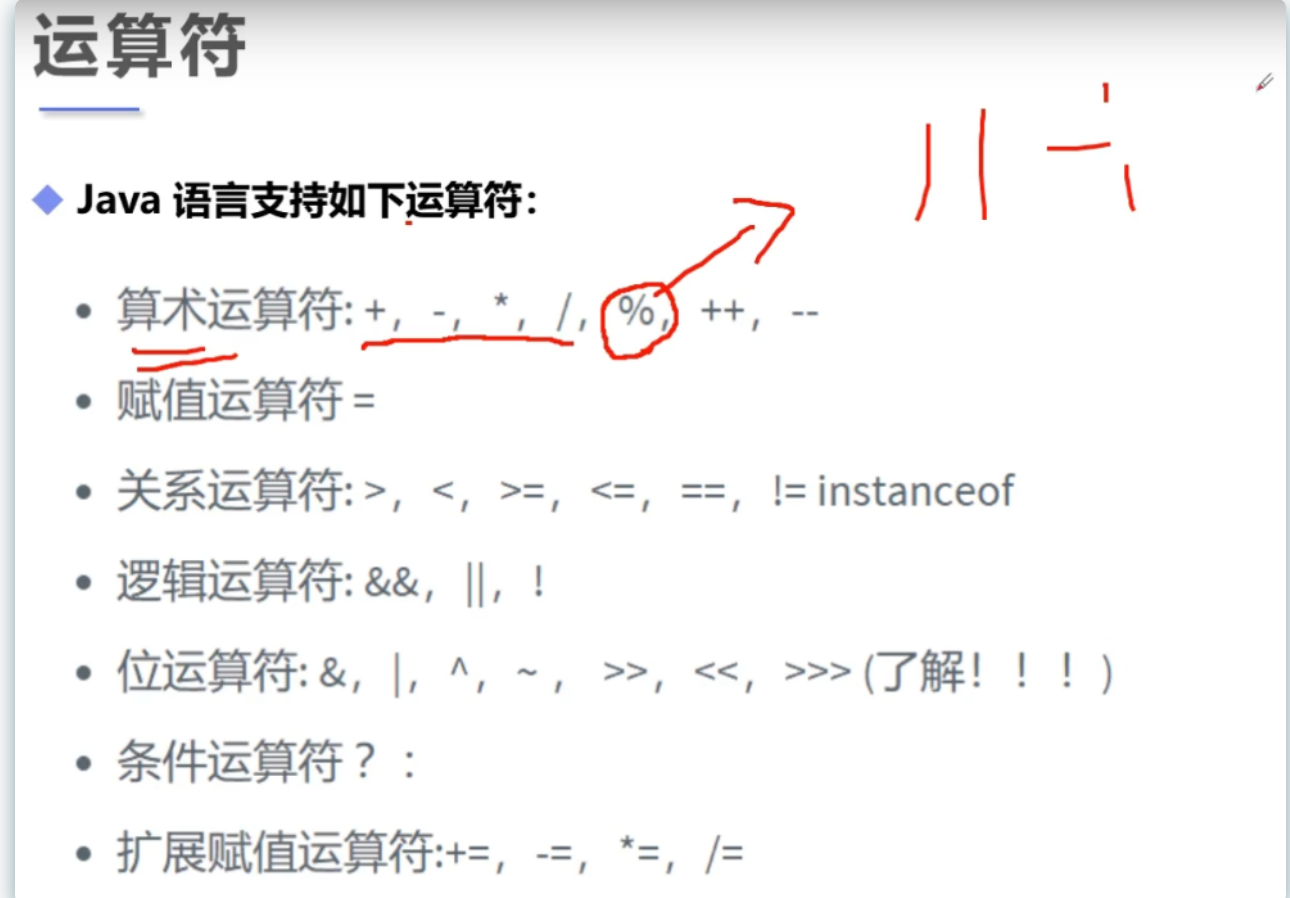 运算符
Java 语言支持如下运算符：
算术运算符: +， -， *， /， %， ++， --
赋值运算符 =
关系运算符: >， <， >=， <=， ==， != instanceof
逻辑运算符: &&， ||， ！
位运算符: &， |， ^， ~ ， >>， <<， >>> (了解！！！)
条件运算符？：
扩展赋值运算符:+=， -=， *=， /=